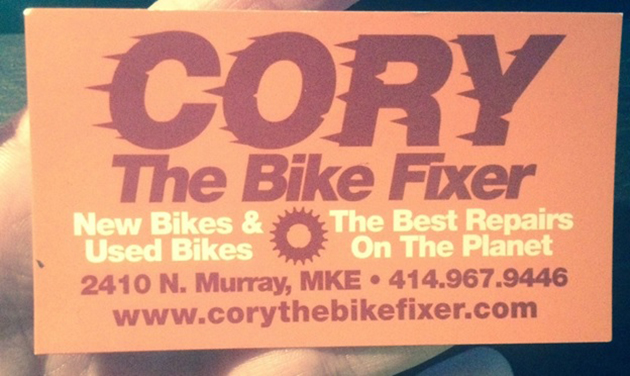 CORY
The Bike Fixer
New Bikes & The Best Repairs
Used Bikes On The Planet
2410 N. Murray, MKE • 414.967.9446
www.corythebikefixer.com